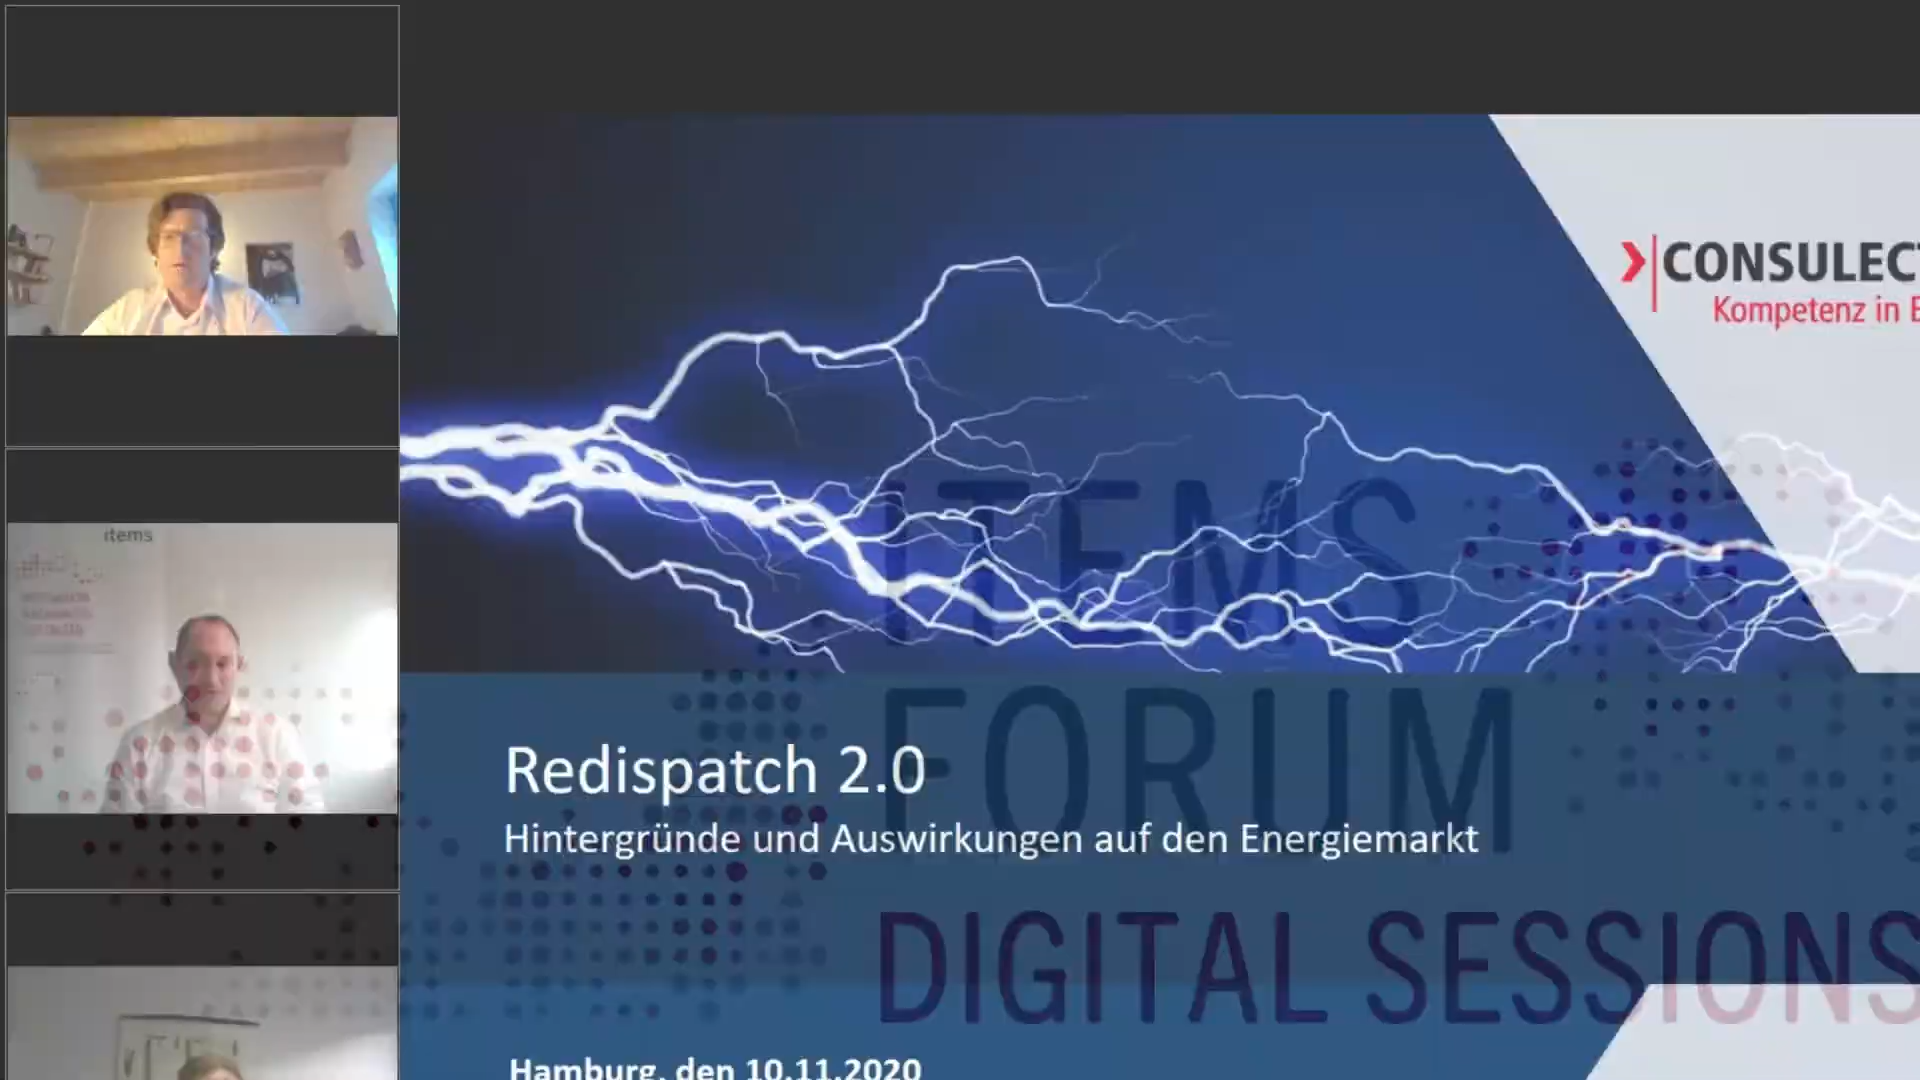 CONSULECT
Kompetenz in E
items
ITEMS
FORUM
Redispatch 2.0
Hintergründe und Auswirkungen auf den Energiemarkt
DIGITAL SESSIONS
Hamburg, den 10.11.2020